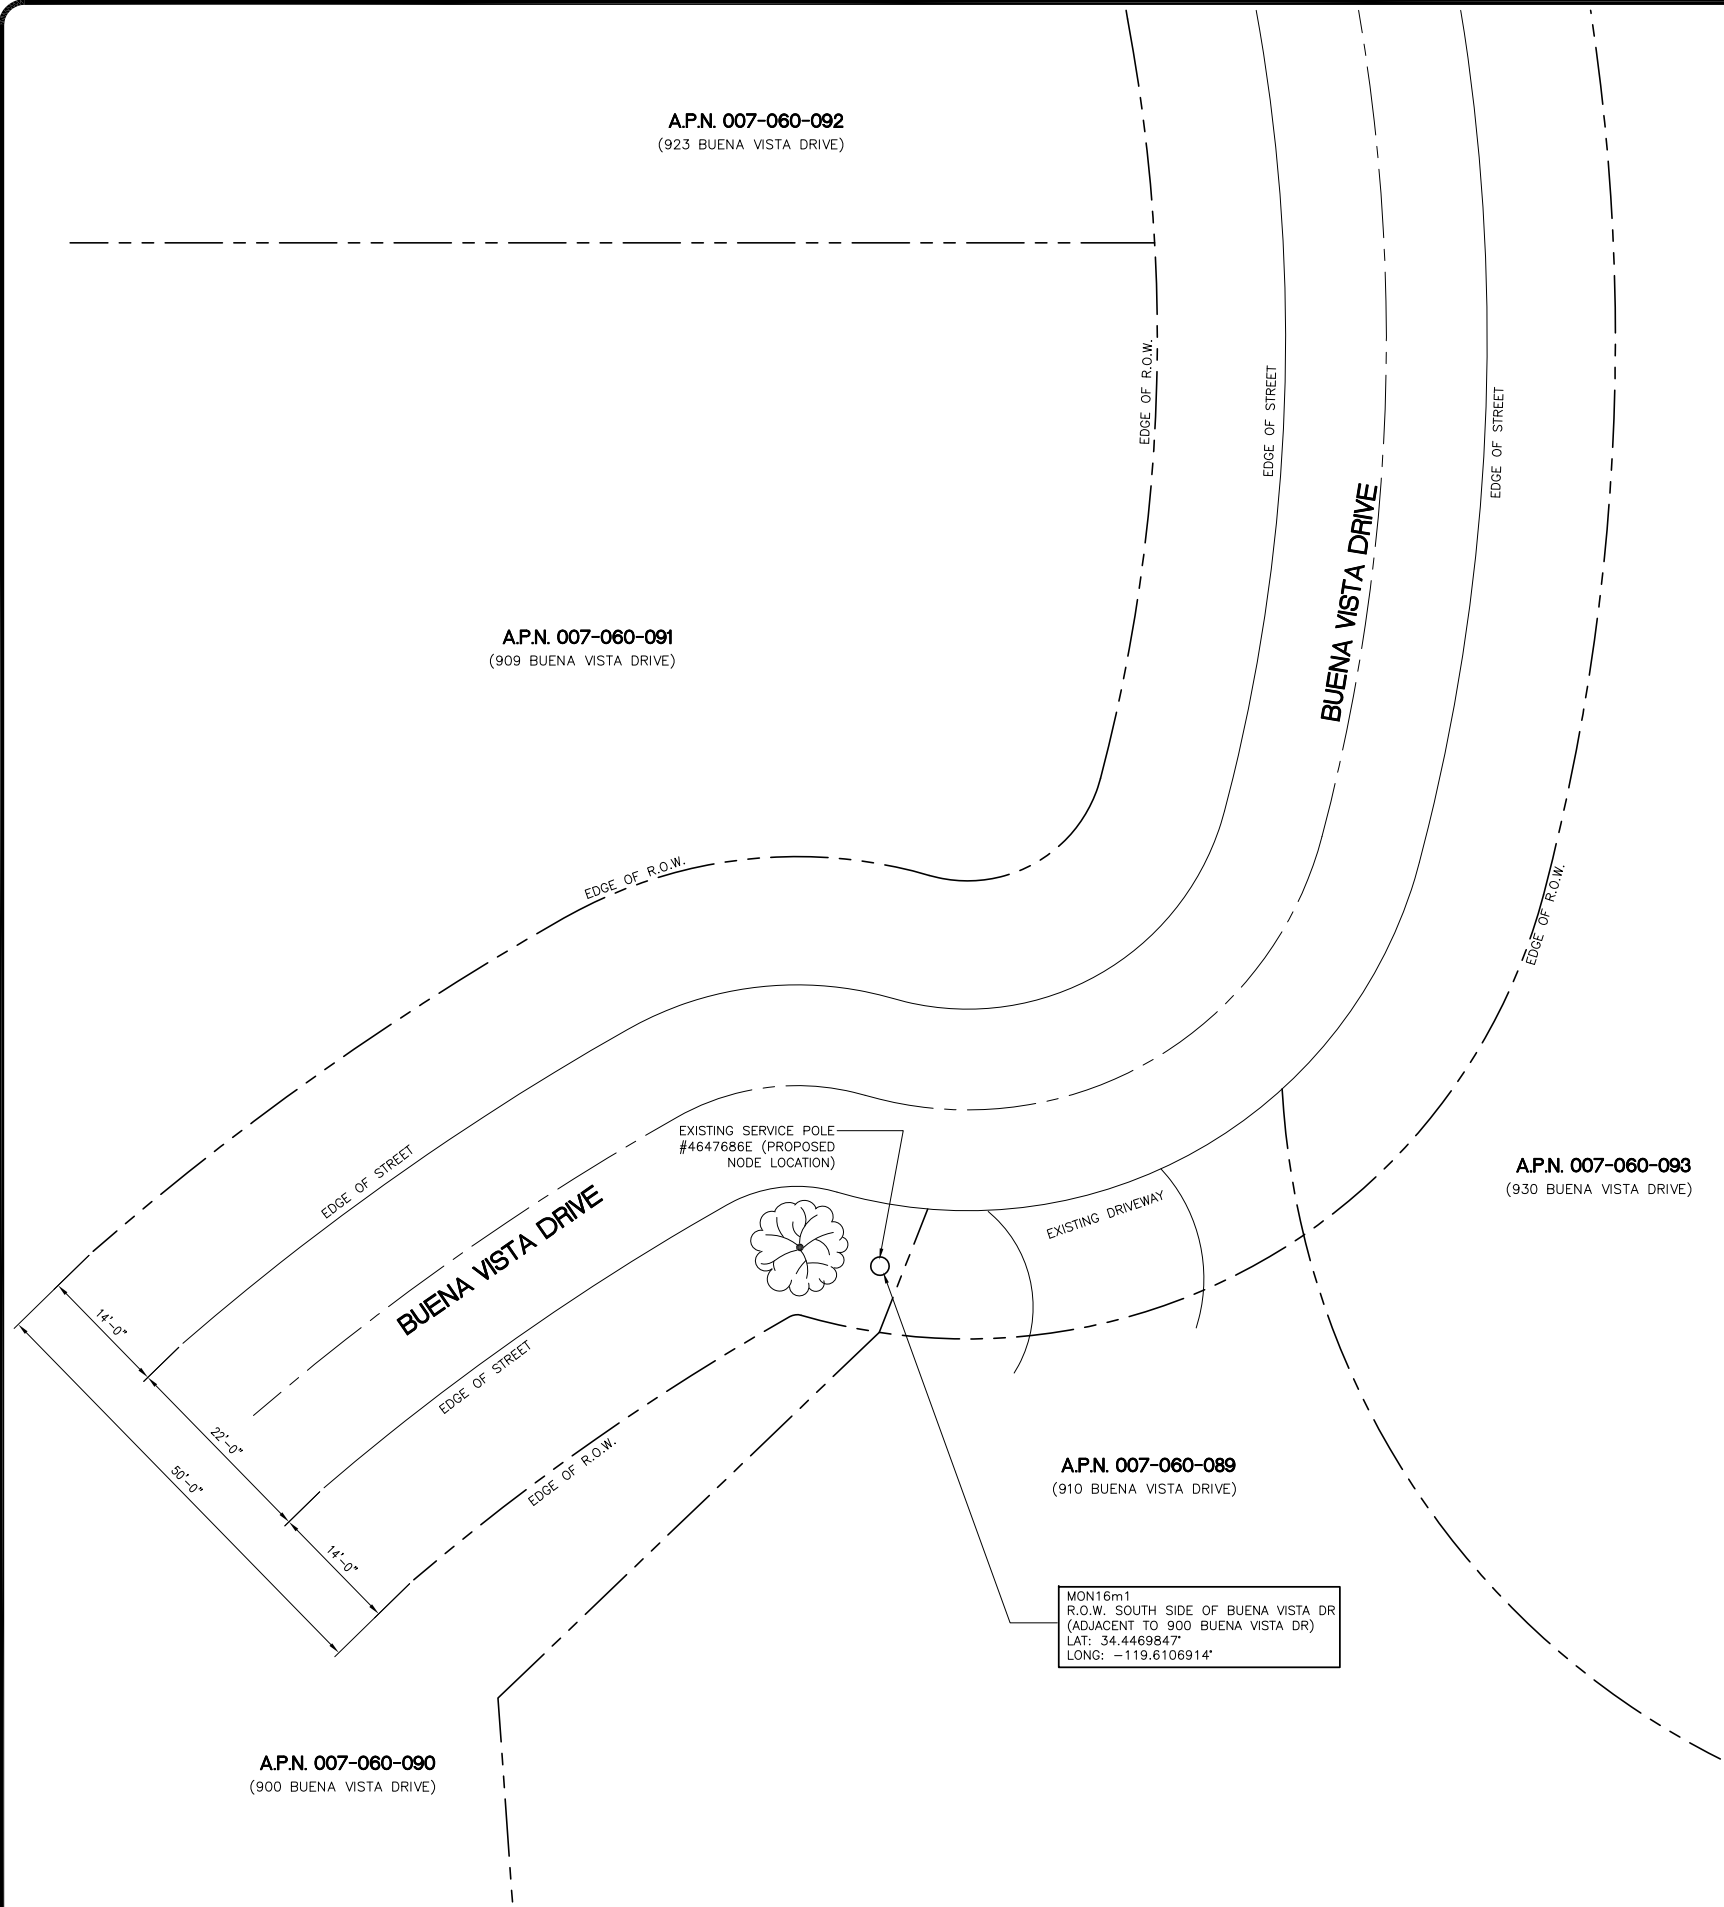 A.P.N. 007-060-092
(923 BUENA VISTA DRIVE)
EDGE OF R.O.W.
EDGE OF STREET
EDGE OF STREET
BUENA VISTA DRIVE
A.P.N. 007-060-091
(909 BUENA VISTA DRIVE)
EDGE OF R.O.W.
EDGE OF R.O.W.
EXISTING SERVICE POLE
#4647686E (PROPOSED
NODE LOCATION)
A.P.N. 007-060-093
(930 BUENA VISTA DRIVE)
EDGE OF STREET
BUENA VISTA DRIVE
EXISTING DRIVEWAY
14'-0"
EDGE OF STREET
22'-0"
50'-0"
EDGE OF R.O.W.
14'-0"
A.P.N. 007-060-089
(910 BUENA VISTA DRIVE)
MON16m1
R.O.W. SOUTH SIDE OF BUENA VISTA DR
(ADJACENT TO 900 BUENA VISTA DR)
LAT: 34.4469847°
LONG: -119.6106914°
A.P.N. 007-060-090
(900 BUENA VISTA DRIVE)